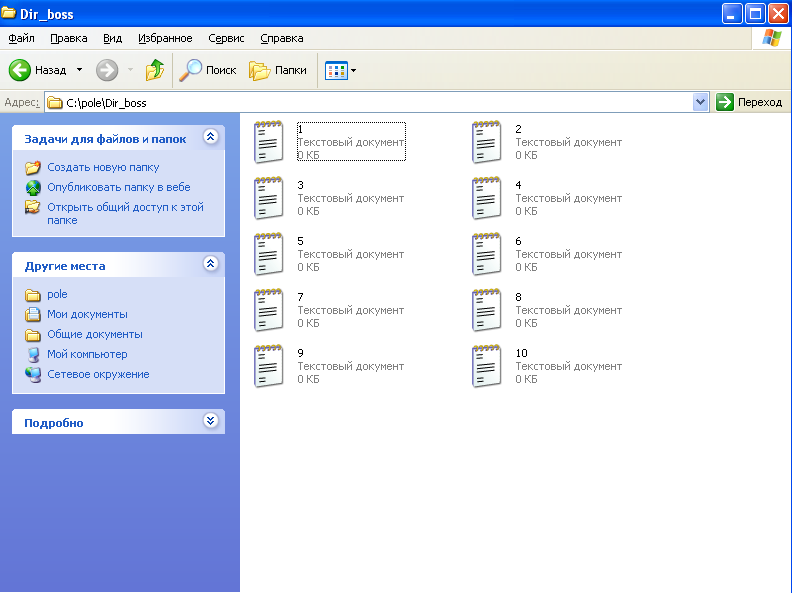 Dir_boss
Файл Правка Вид Избранное Сервис Справка
Назад Поиск Папки
Адрес: C:\pole\Dir_boss Переход
Задачи для файлов и папок
Создать новую папку
Опубликовать папку в вебе
Открыть общий доступ к этой
папке
Другие места
pole
Мои документы
Общие документы
Мой компьютер
Сетевое окружение
Подробно
1
Текстовый документ
0 КБ
2
Текстовый документ
0 КБ
3
Текстовый документ
0 КБ
4
Текстовый документ
0 КБ
5
Текстовый документ
0 КБ
6
Текстовый документ
0 КБ
7
Текстовый документ
0 КБ
8
Текстовый документ
0 КБ
9
Текстовый документ
0 КБ
10
Текстовый документ
0 КБ